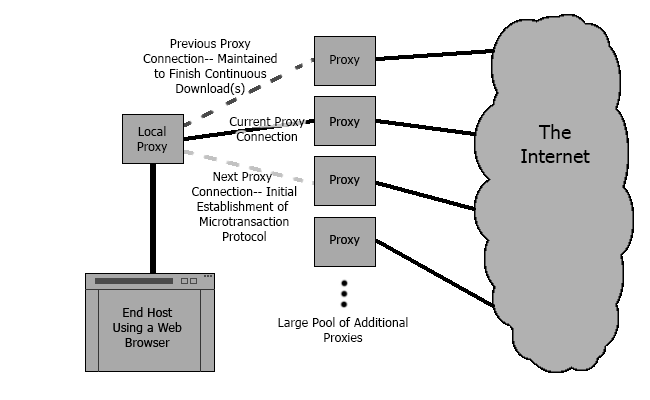 Previous Proxy
Connection-- Maintained
to Finish Continuous
Download(s)
Proxy
Current Proxy
Connection
Proxy
Local
Proxy
Next Proxy
Connection-- Initial
Establishment of
Microtransaction
Protocol
Proxy
Proxy
The
Internet
End Host
Using a Web
Browser
Large Pool of Additional
Proxies